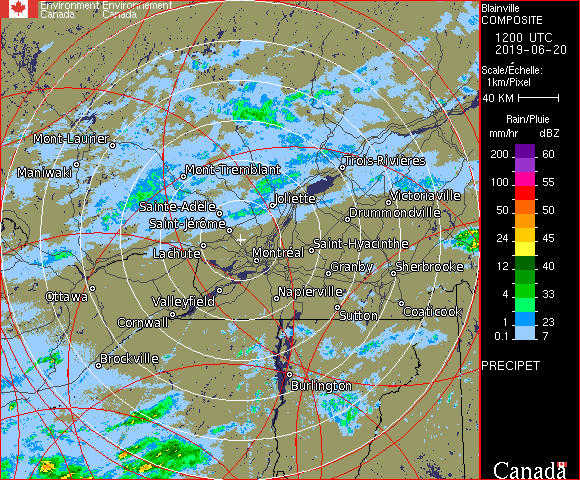 Environment Environnement
Canada Canada
Blainville
COMPOSITE
1200 UTC
2019-06-20
Scale/Échelle:
1km/Pixel
40 KM
Rain/Pluie
mm/hr dBZ
200 60
100 55
50 50
24 45
12 40
4 33
1 23
0.1 7
PRECIPET
Canada
Mont-Laurier
Maniwaki
Mont-Tremblant
Trois-Rivières
Joliette
Victoriaville
Sainte-Adèle
Drummondville
Saint-Jérôme
Lachute
Montréal
Saint-Hyacinthe
Granby
Sherbrooke
Ottawa
Valleyfield
Napierville
Cornwall
Sutton
Coaticook
Brockville
Burlington